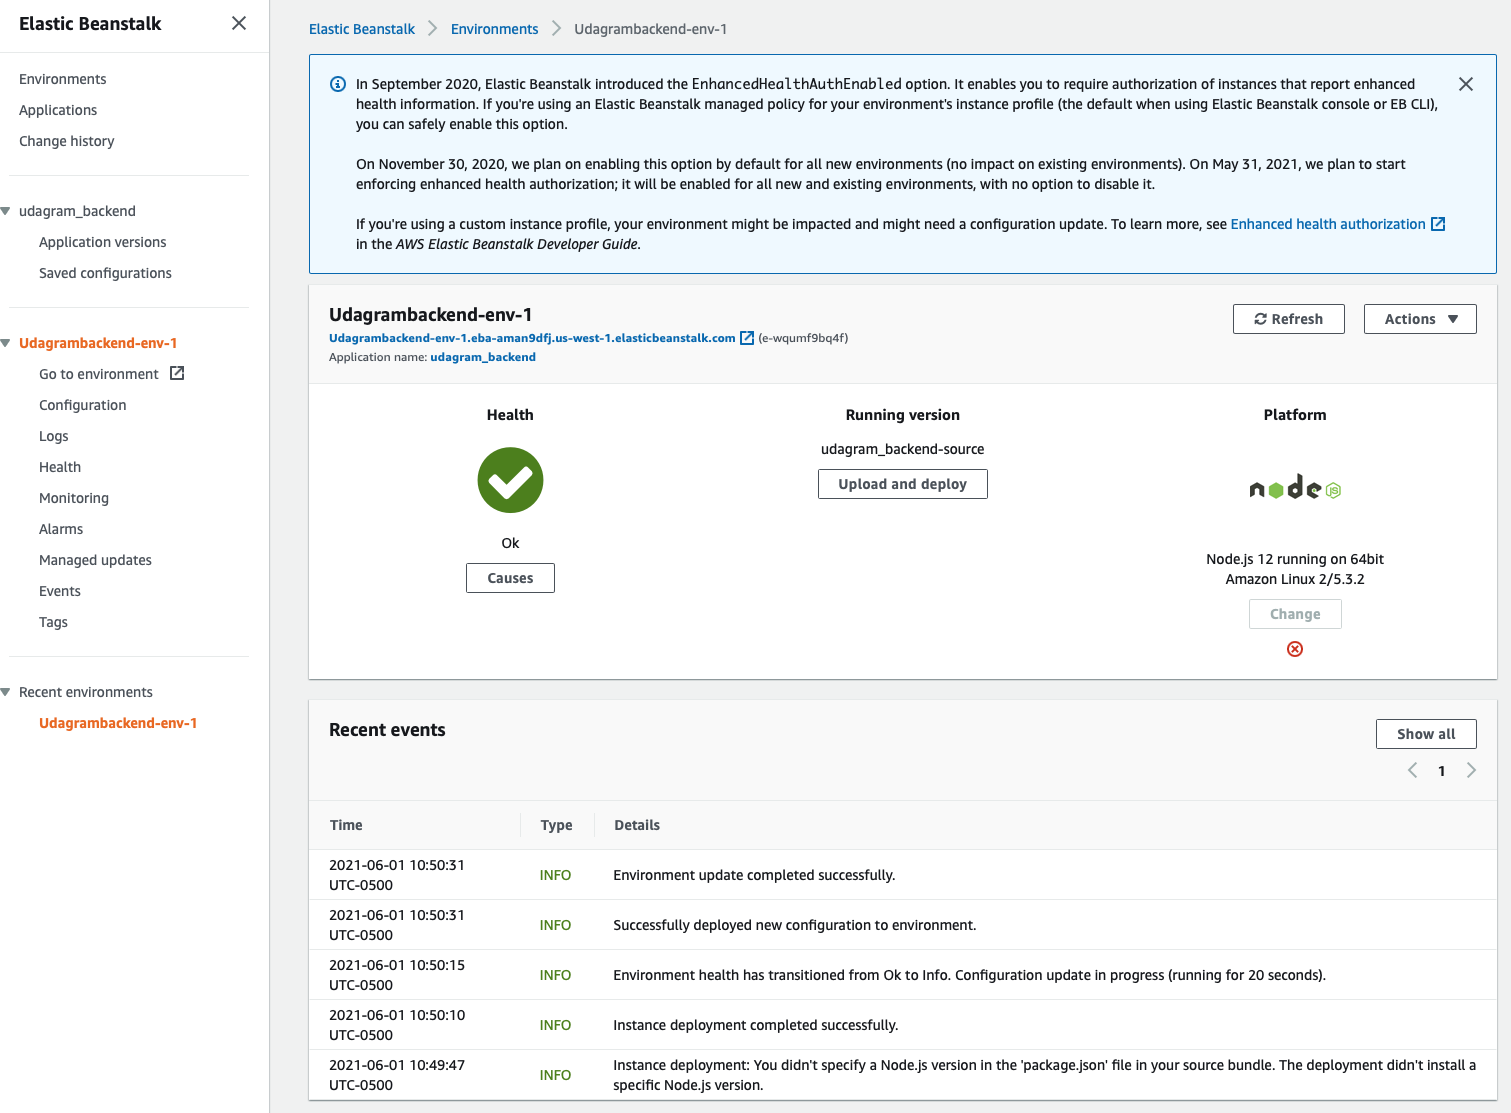 Elastic Beanstalk
Environments
Applications
Change history
udagram_backend
Application versions
Saved configurations
Udagrambackend-env-1
Go to environment
Configuration
Logs
Health
Monitoring
Alarms
Managed updates
Events
Tags
Recent environments
Udagrambackend-env-1
Elastic Beanstalk > Environments > Udagrambackend-env-1
In September 2020, Elastic Beanstalk introduced the EnhancedHealthAuthEnabled option. It enables you to require authorization of instances that report enhanced
health information. If you're using an Elastic Beanstalk managed policy for your environment's instance profile (the default when using Elastic Beanstalk console or EB CLI),
you can safely enable this option.
On November 30, 2020, we plan on enabling this option by default for all new environments (no impact on existing environments). On May 31, 2021, we plan to start
enforcing enhanced health authorization; it will be enabled for all new and existing environments, with no option to disable it.
If you're using a custom instance profile, your environment might be impacted and might need a configuration update. To learn more, see Enhanced health authorization
in the AWS Elastic Beanstalk Developer Guide.
Udagrambackend-env-1
Udagrambackend-env-1.eba-aman9dfj.us-west-1.elasticbeanstalk.com (e-wqumf9bq4f)
Application name: udagram_backend
Refresh
Actions
Health
Ok
Causes
Running version
udagram_backend-source
Upload and deploy
Platform
node JS
Node.js 12 running on 64bit
Amazon Linux 2/5.3.2
Change
Recent events
Show all
1
Time Type Details
2021-06-01 10:50:31
UTC-0500
INFO
Environment update completed successfully.
2021-06-01 10:50:31
UTC-0500
INFO
Successfully deployed new configuration to environment.
2021-06-01 10:50:15
UTC-0500
INFO
Environment health has transitioned from Ok to Info. Configuration update in progress (running for 20 seconds).
2021-06-01 10:50:10
UTC-0500
INFO
Instance deployment completed successfully.
2021-06-01 10:49:47
UTC-0500
INFO
Instance deployment: You didn't specify a Node.js version in the 'package.json' file in your source bundle. The deployment didn't install a
specific Node.js version.